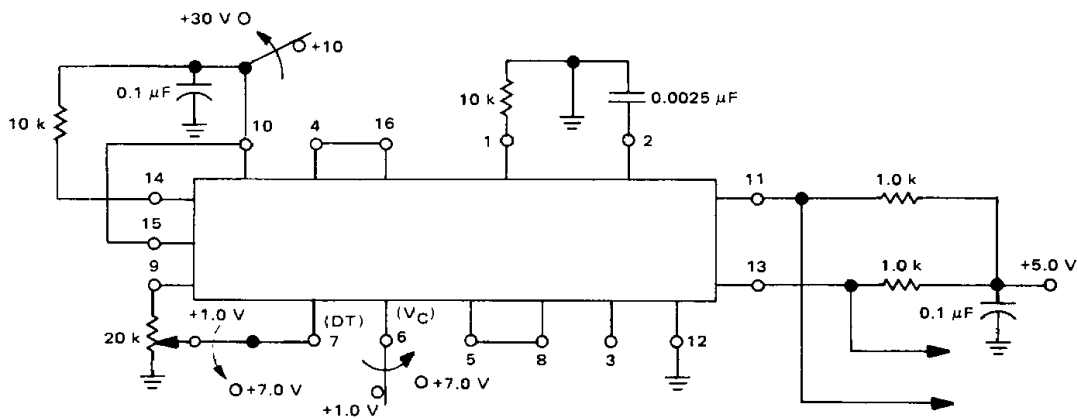 +30 V
+10
0.1 µF
10 k
10
4
16
10 k
1
0.0025 µF
2
14
15
9
11
1.0 k
13
1.0 k
+5.0 V
0.1 µF
+1.0 V
20 k
(DT)
7
(VC)
6
5
8
3
12
+7.0 V
+7.0 V
+1.0 V